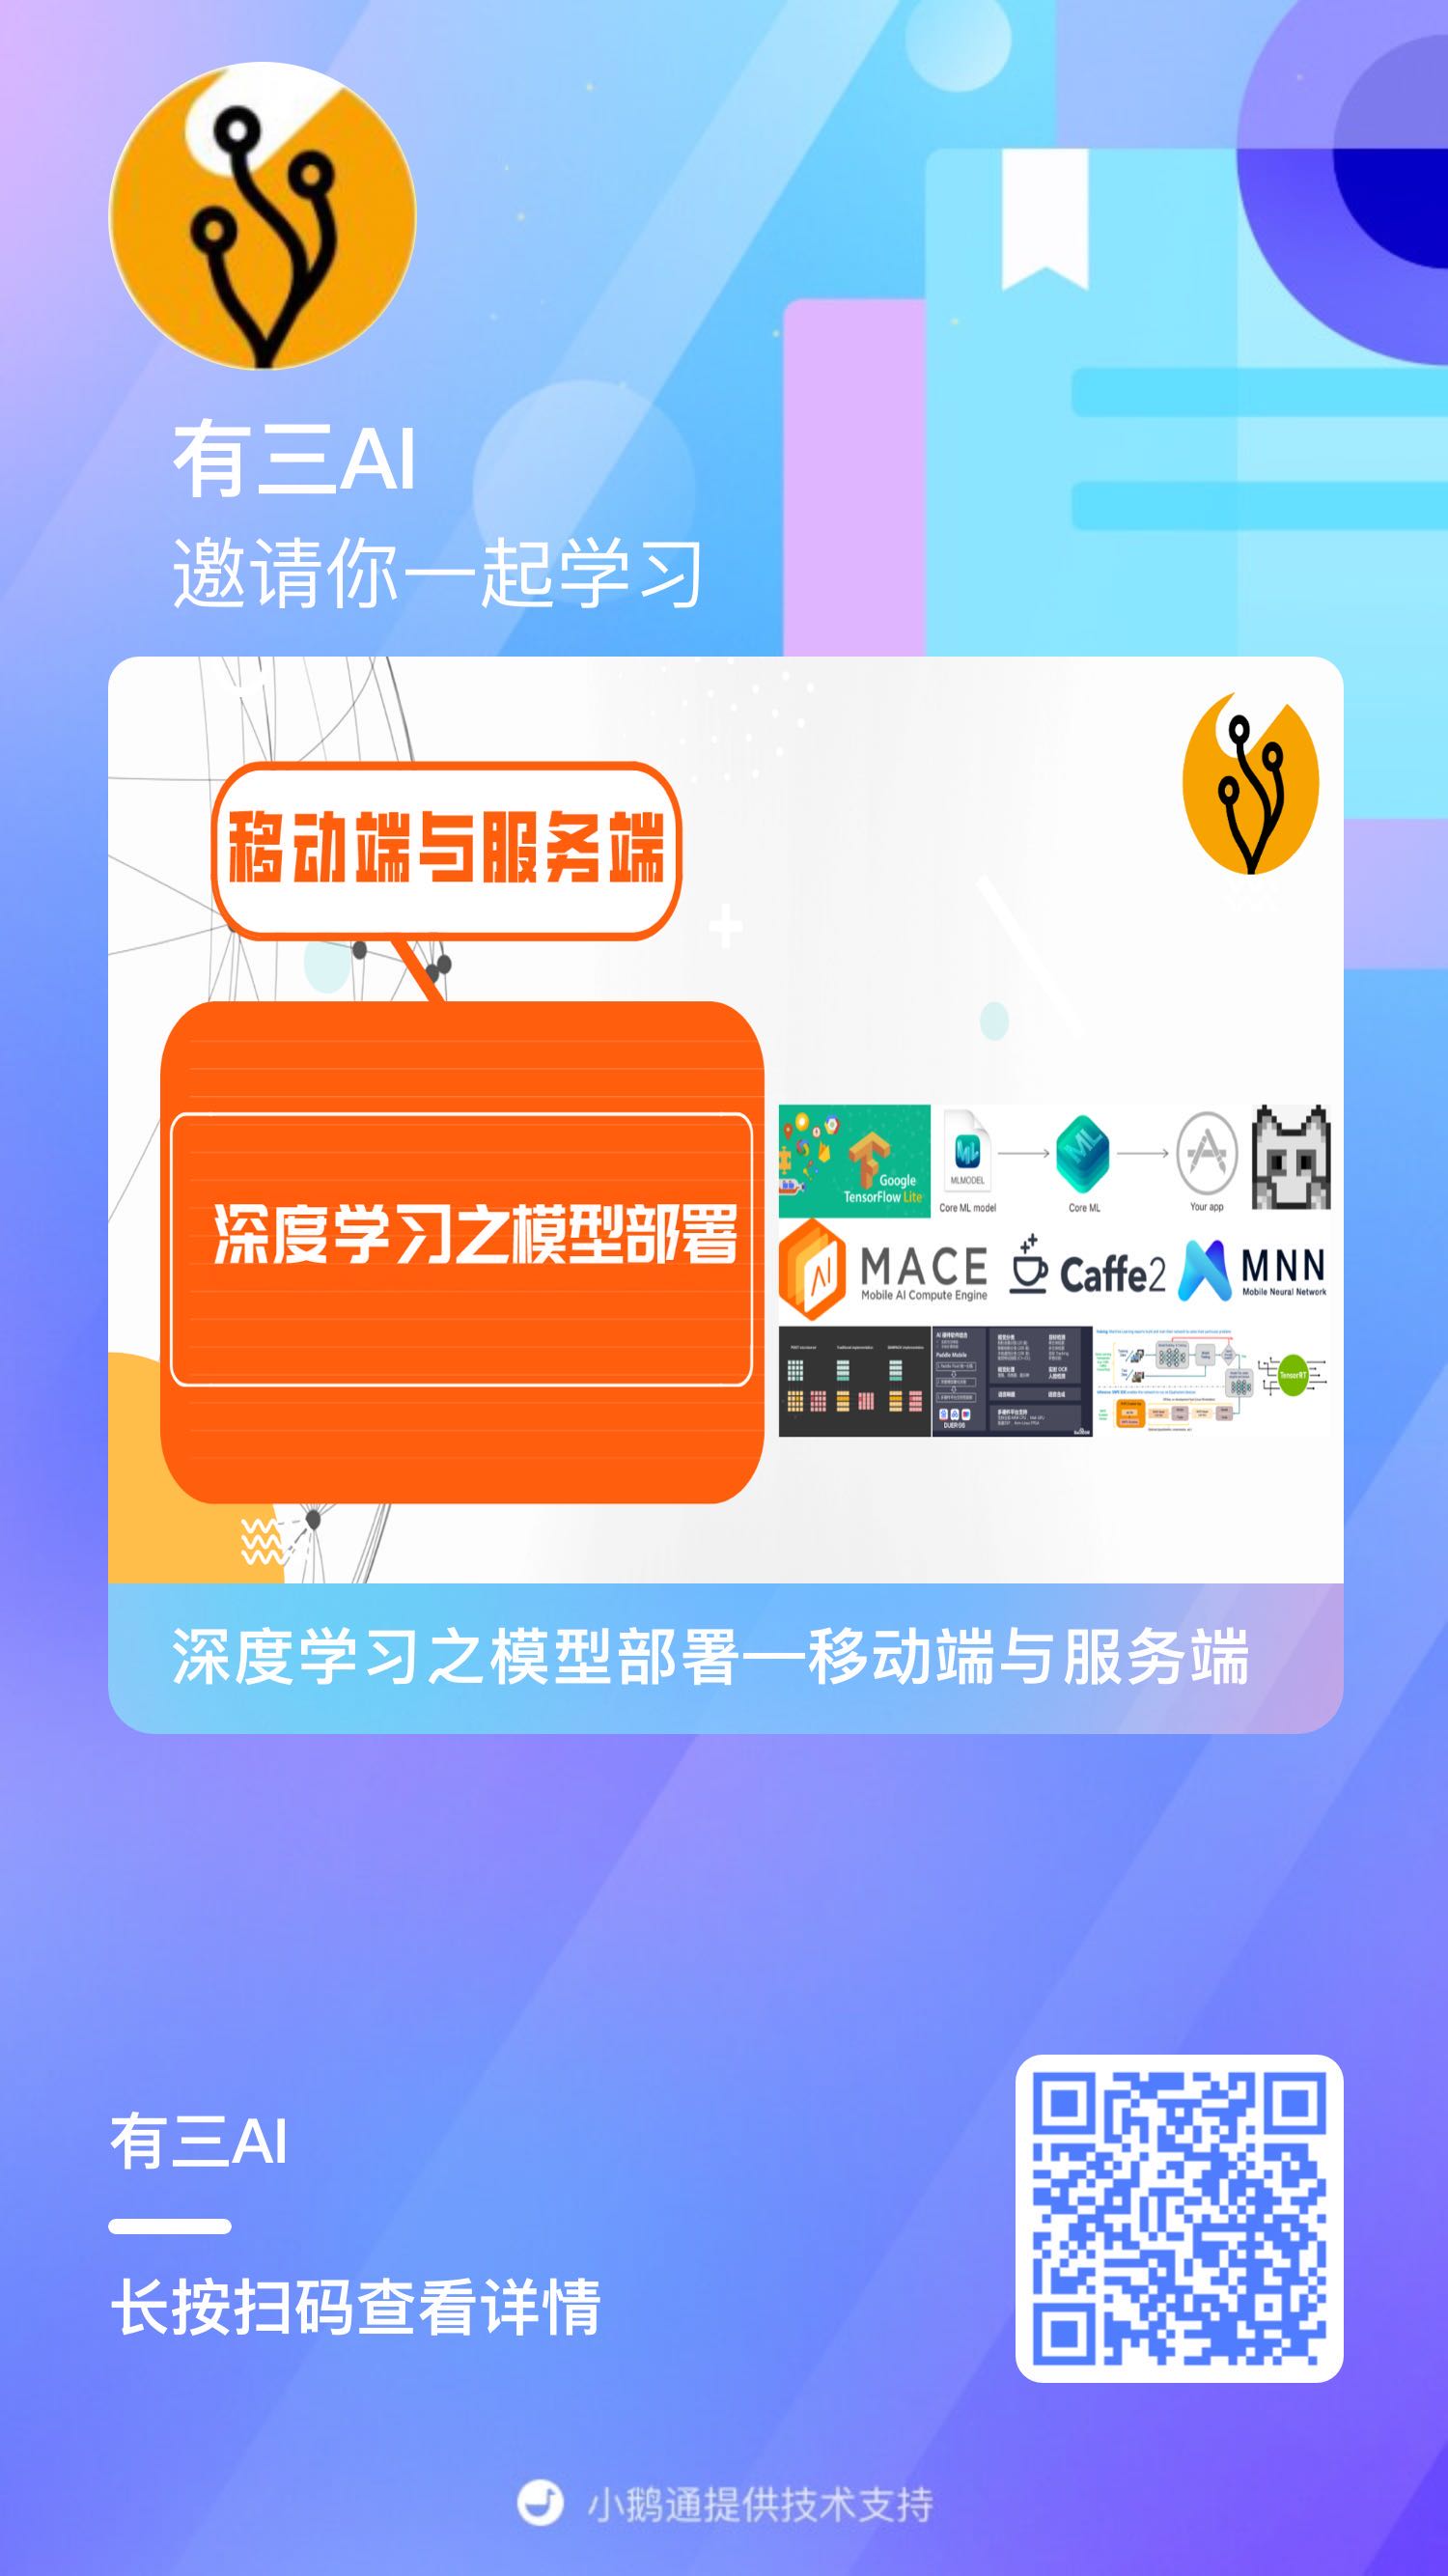 有三AI
邀请你一起学习
移动端与服务端
深度学习之模型部署
Google
TensorFlow Lite
MLMODEL
Core ML model
Core ML
Your app
MACE
Mobile AI Compute Engine
Caffe2
MNN
Mobile Neural Network
TensorRT
深度学习之模型部署—移动端与服务端
有三AI
长按扫码查看详情
小鹅通提供技术支持